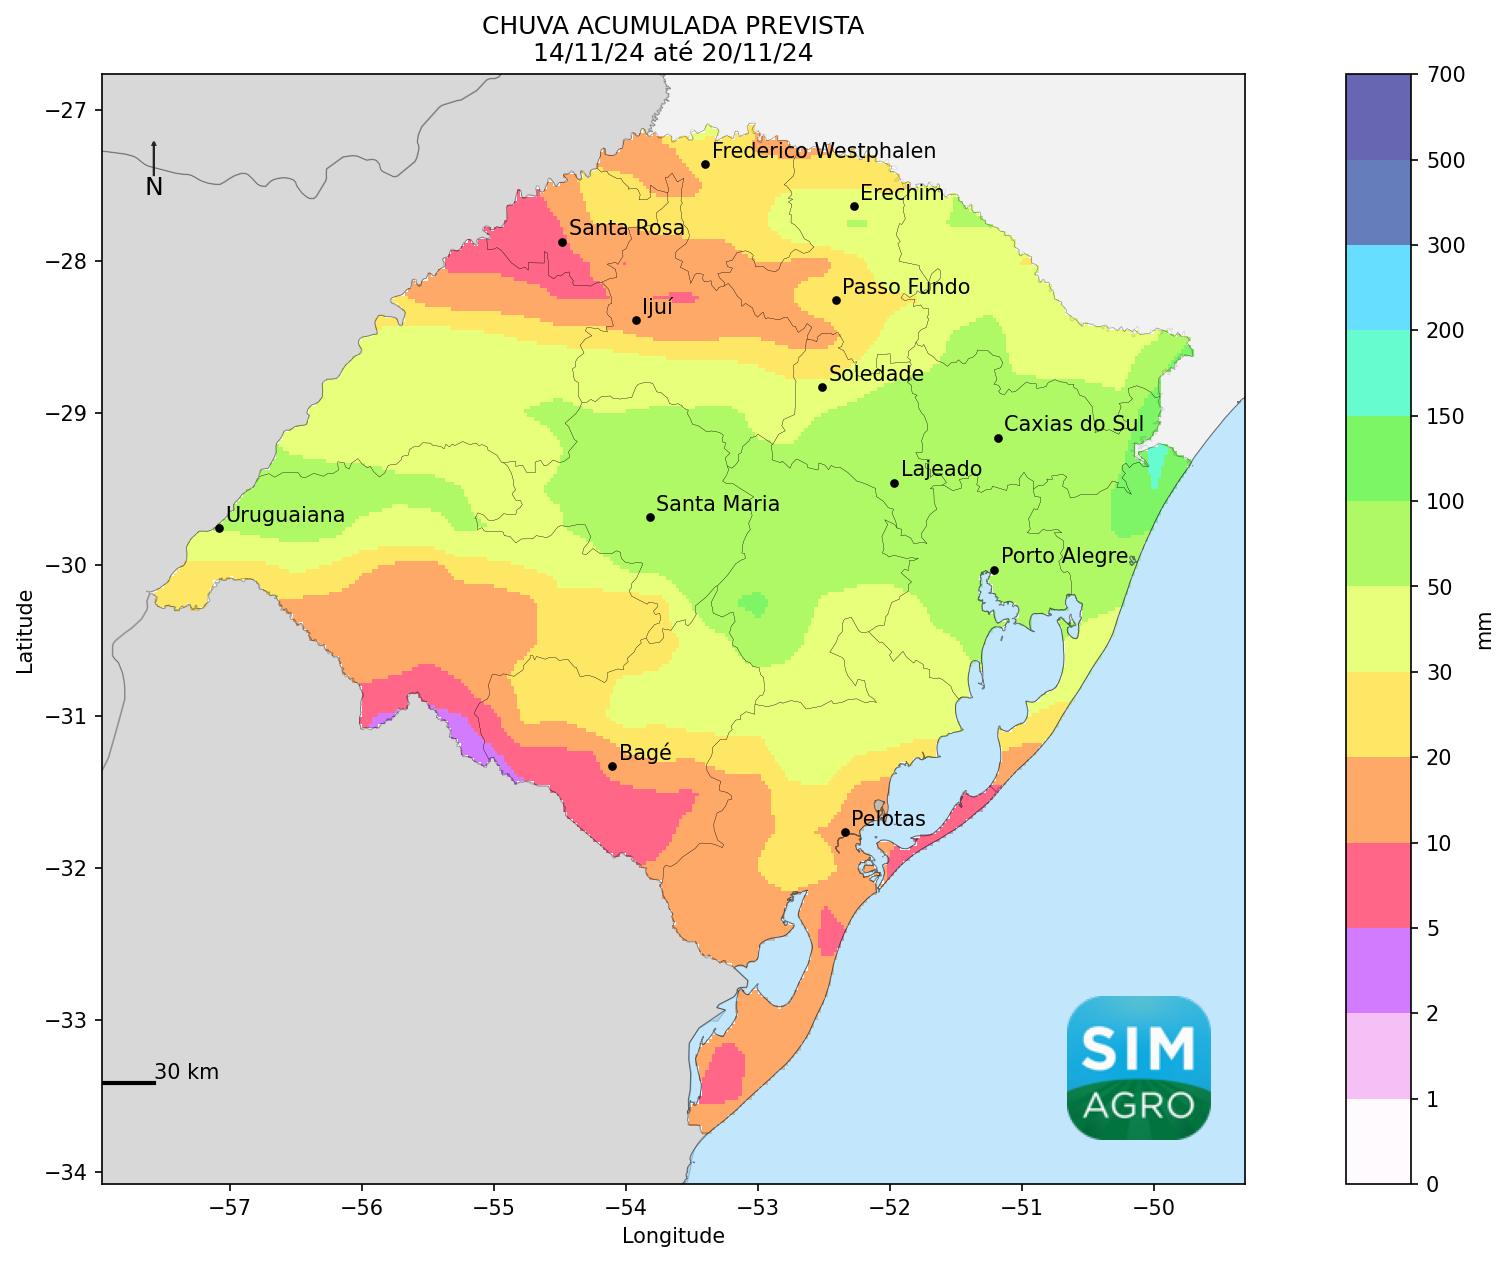 CHUVA ACUMULADA PREVISTA
14/11/24 até 20/11/24
−27
−28
−29
−30
−31
−32
−33
−34
Latitude
N
Frederico Westphalen
Erechim
Santa Rosa
Passo Fundo
Ijuí
Soledade
Caxias do Sul
Lajeado
Santa Maria
Uruguaiana
Porto Alegre
Bagé
Pelotas
30 km
SIM
AGRO
−57
−56
−55
−54
−53
−52
−51
−50
Longitude
700
500
300
200
150
100
50
30
20
10
5
2
1
0
mm